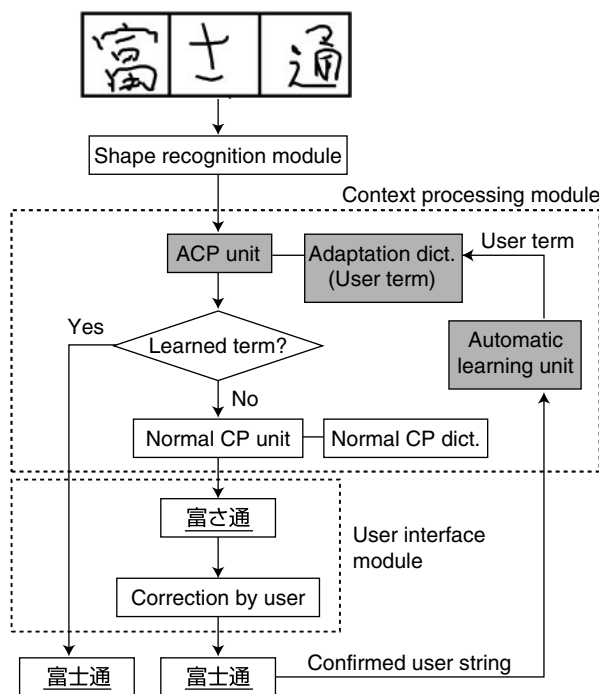 富士通
Shape recognition module
Context processing module
ACP unit
Adaptation dict.
(User term)
User term
Yes
Learned term?
Automatic
learning unit
No
Normal CP unit
Normal CP dict.
富さ通
User interface
module
Correction by user
富士通
富士通
Confirmed user string